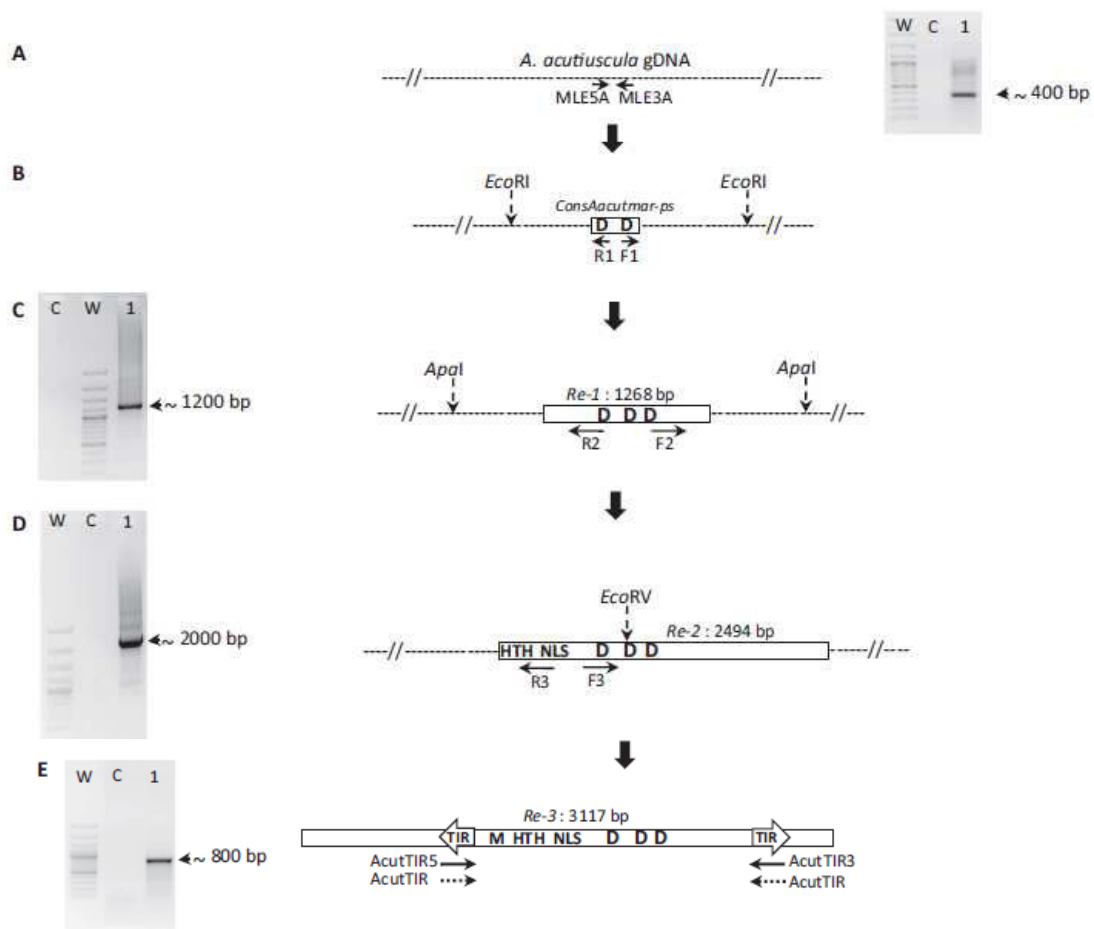 A
A. acutiuscula gDNA
----//-----
-----//----
MLE5A MLE3A
W C 1
~ 400 bp
B
EcoRI
EcoRI
ConsAacutmar-ps
D D
R1 F1
C
C W 1
~ 1200 bp
ApaI
ApaI
Re-1 : 1268 bp
D D D
R2 F2
D
W C 1
~ 2000 bp
EcoRV
Re-2 : 2494 bp
HTH NLS D D D
R3 F3
E
W C 1
~ 800 bp
Re-3 : 3117 bp
TIR M HTH NLS D D D TIR
AcutTIR5 AcutTIR3
AcutTIR AcutTIR